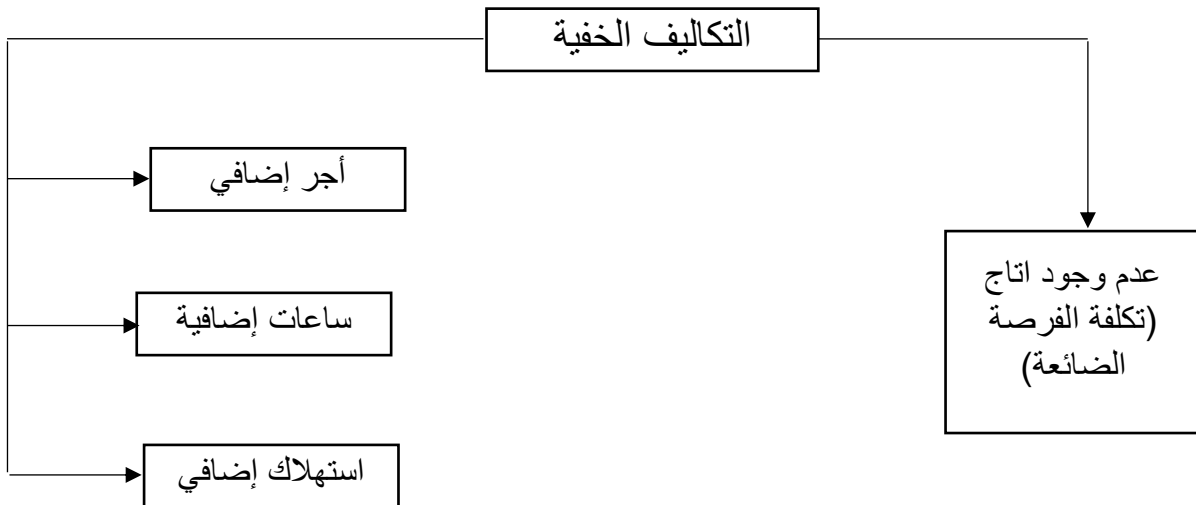 التكاليف الخفية
أجر إضافي
ساعات إضافية
استهلاك إضافي
عدم وجود اتاج
(تكلفة الفرصة
الضائعة)